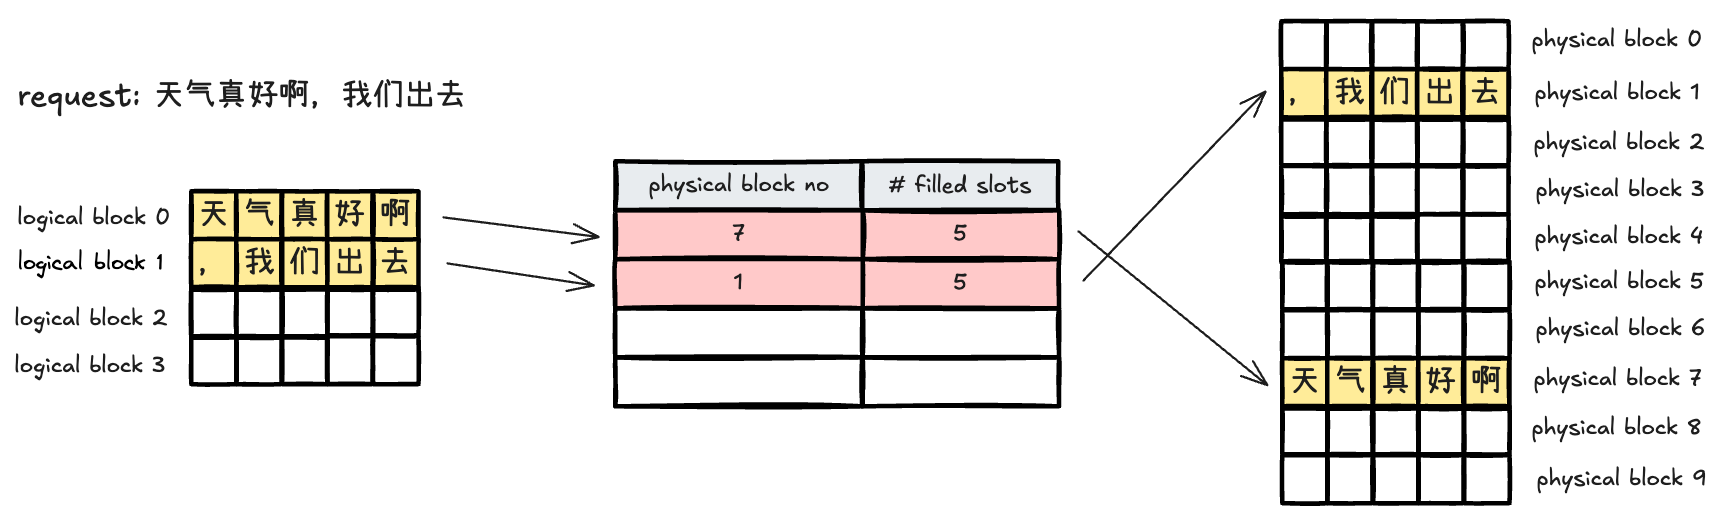 request: 天气真好啊，我们出去
logical block 0 天气真好啊
logical block 1 ，我们出去
logical block 2
logical block 3
physical block no # filled slots
7 5
1 5
physical block 0
，我们出去 physical block 1
physical block 2
physical block 3
physical block 4
physical block 5
physical block 6
天气真好啊 physical block 7
physical block 8
physical block 9